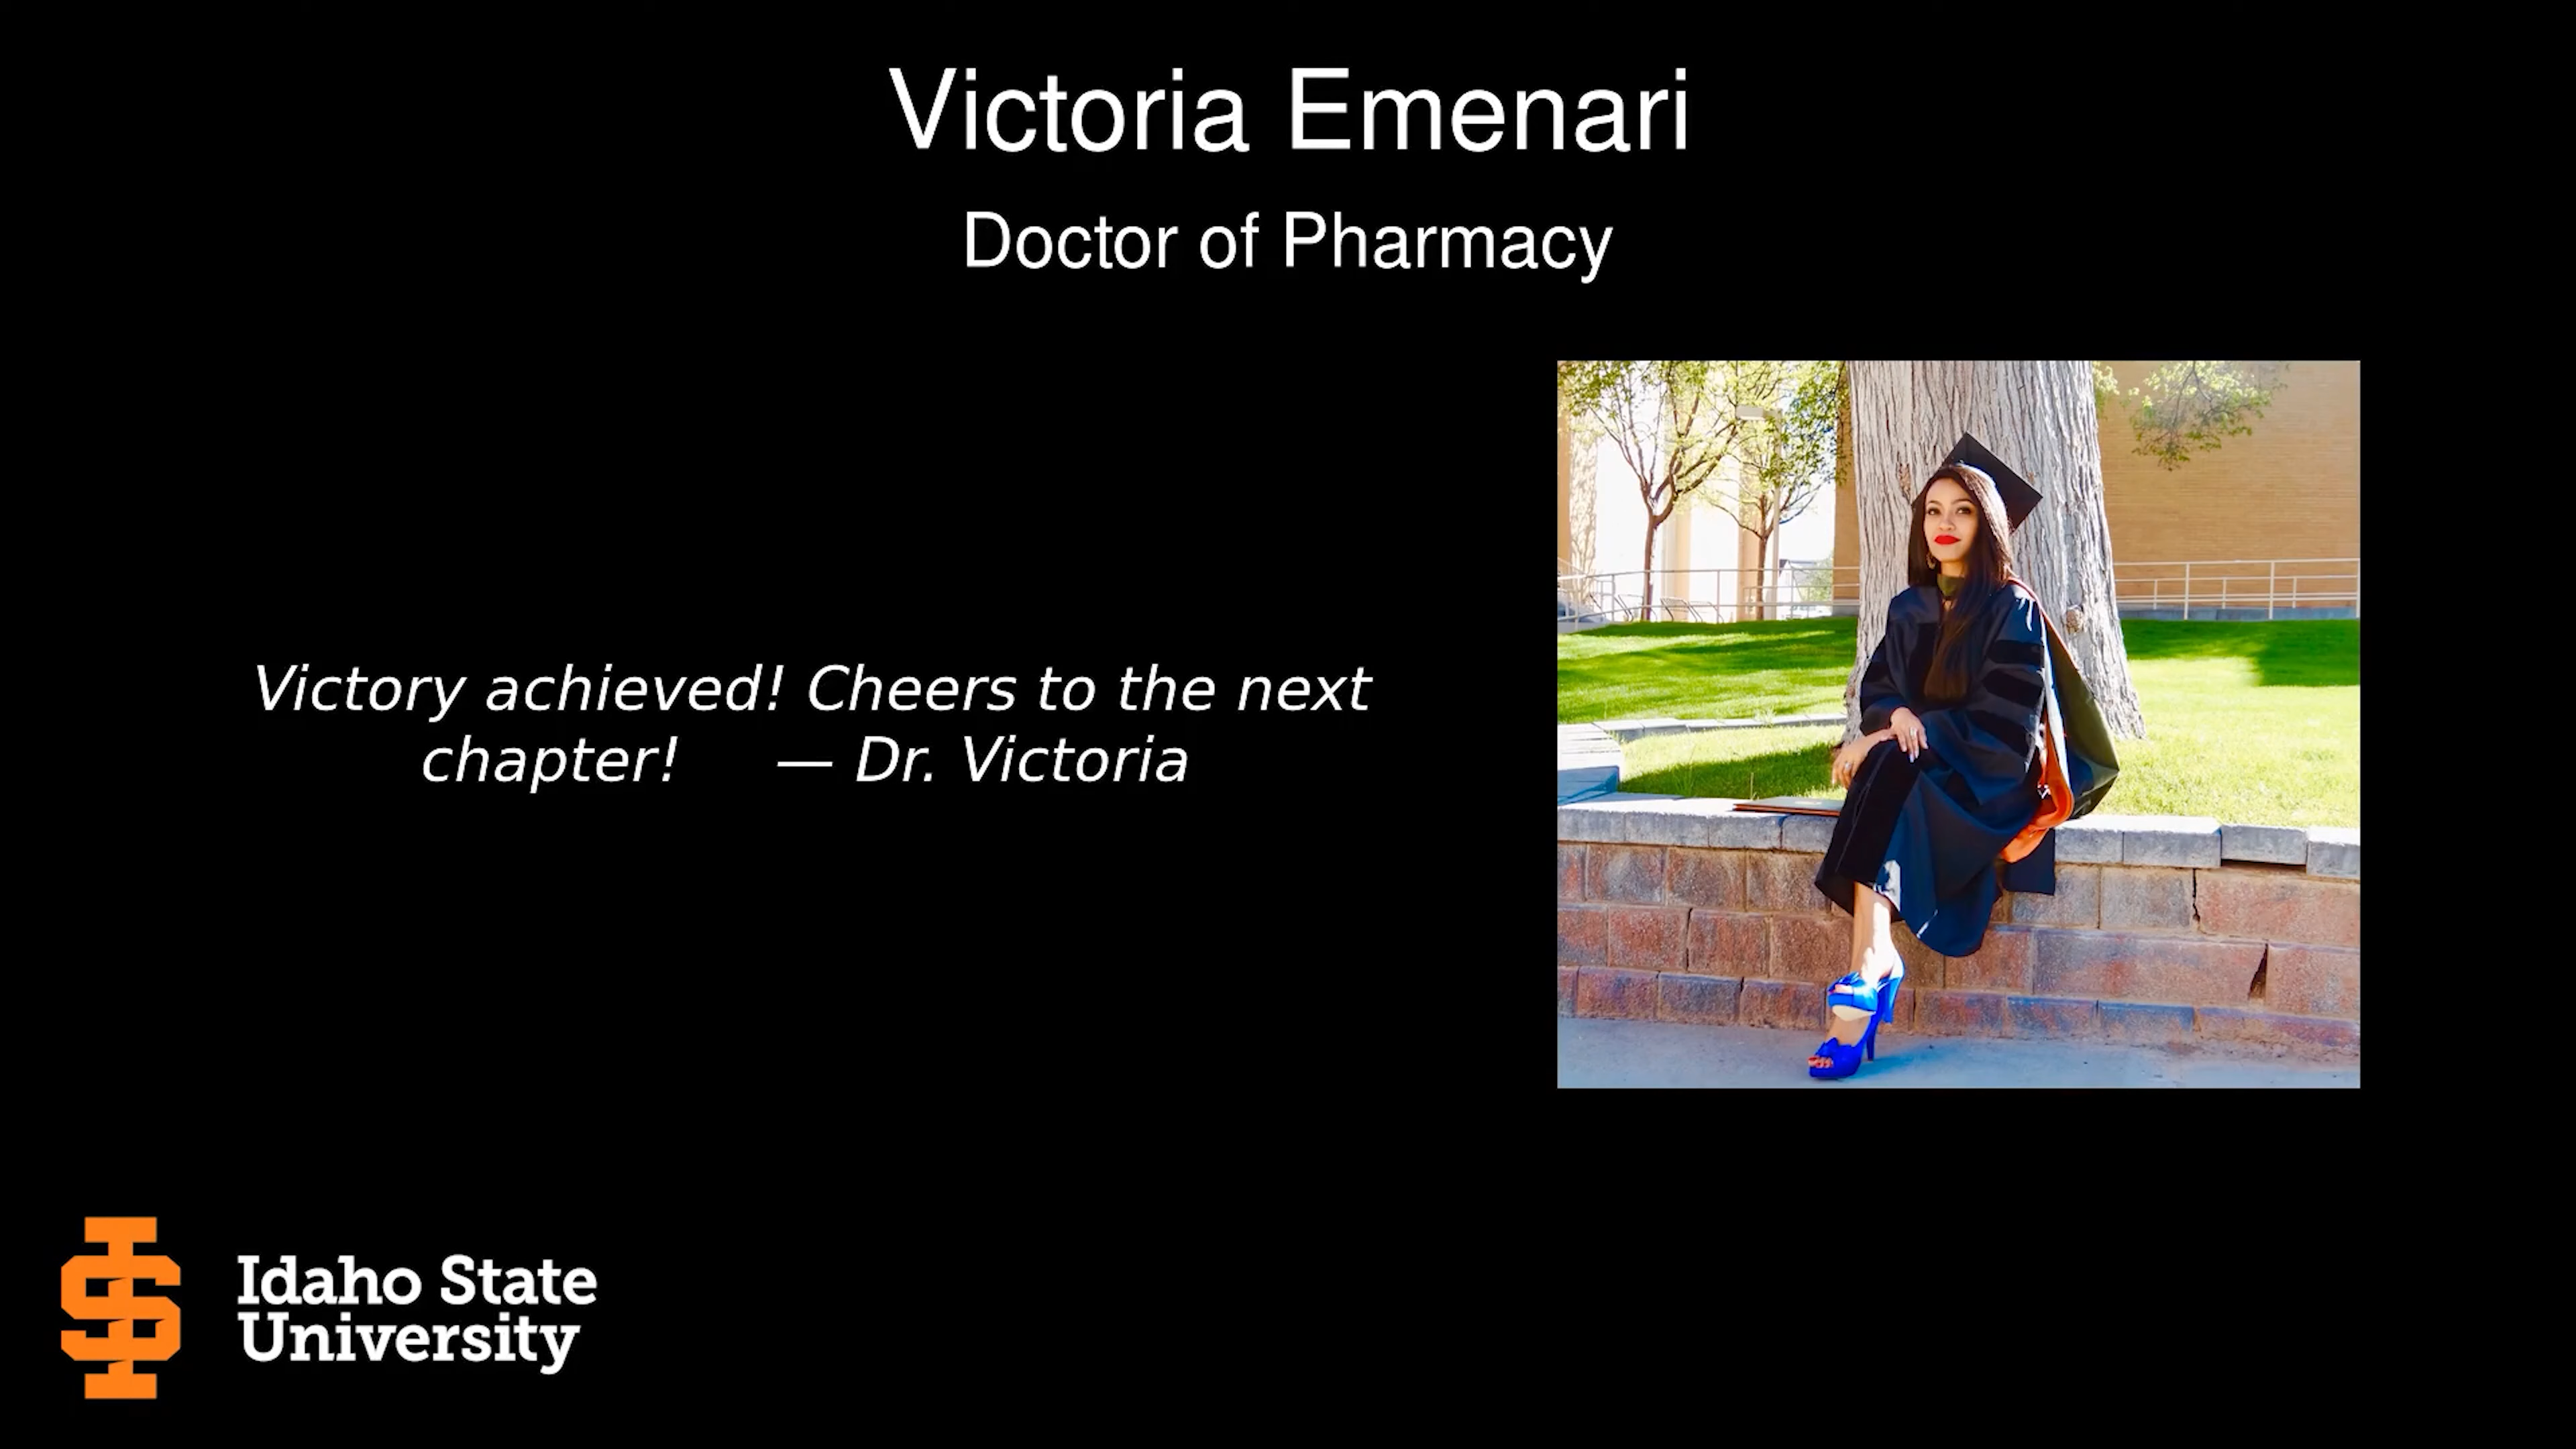 Victoria Emenari
Doctor of Pharmacy
Victory achieved! Cheers to the next
chapter! — Dr. Victoria
Idaho State
University